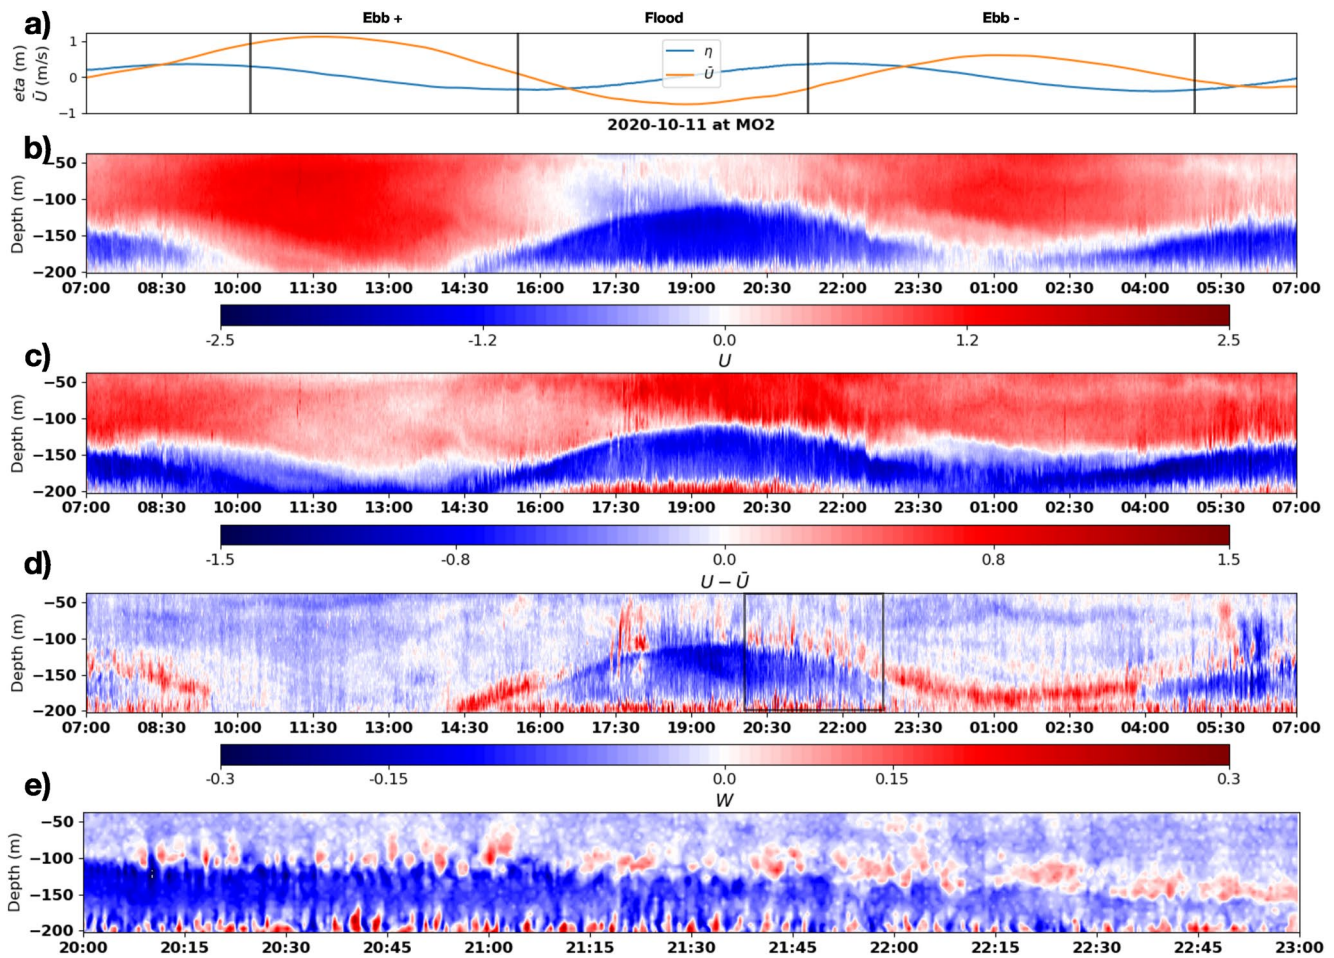 a)
Ebb +
Flood
Ebb -
eta (m)
Ū (m/s)
1
0
−1
η
Ū
2020-10-11 at MO2
b)
Depth (m)
−50
−100
−150
−200
07:00 08:30 10:00 11:30 13:00 14:30 16:00 17:30 19:00 20:30 22:00 23:30 01:00 02:30 04:00 05:30 07:00
-2.5 -1.2 0.0 1.2 2.5
U
c)
Depth (m)
−50
−100
−150
−200
07:00 08:30 10:00 11:30 13:00 14:30 16:00 17:30 19:00 20:30 22:00 23:30 01:00 02:30 04:00 05:30 07:00
-1.5 -0.8 0.0 0.8 1.5
U − Ū
d)
Depth (m)
−50
−100
−150
−200
07:00 08:30 10:00 11:30 13:00 14:30 16:00 17:30 19:00 20:30 22:00 23:30 01:00 02:30 04:00 05:30 07:00
-0.3 -0.15 0.0 0.15 0.3
W
e)
Depth (m)
−50
−100
−150
−200
20:00 20:15 20:30 20:45 21:00 21:15 21:30 21:45 22:00 22:15 22:30 22:45 23:00